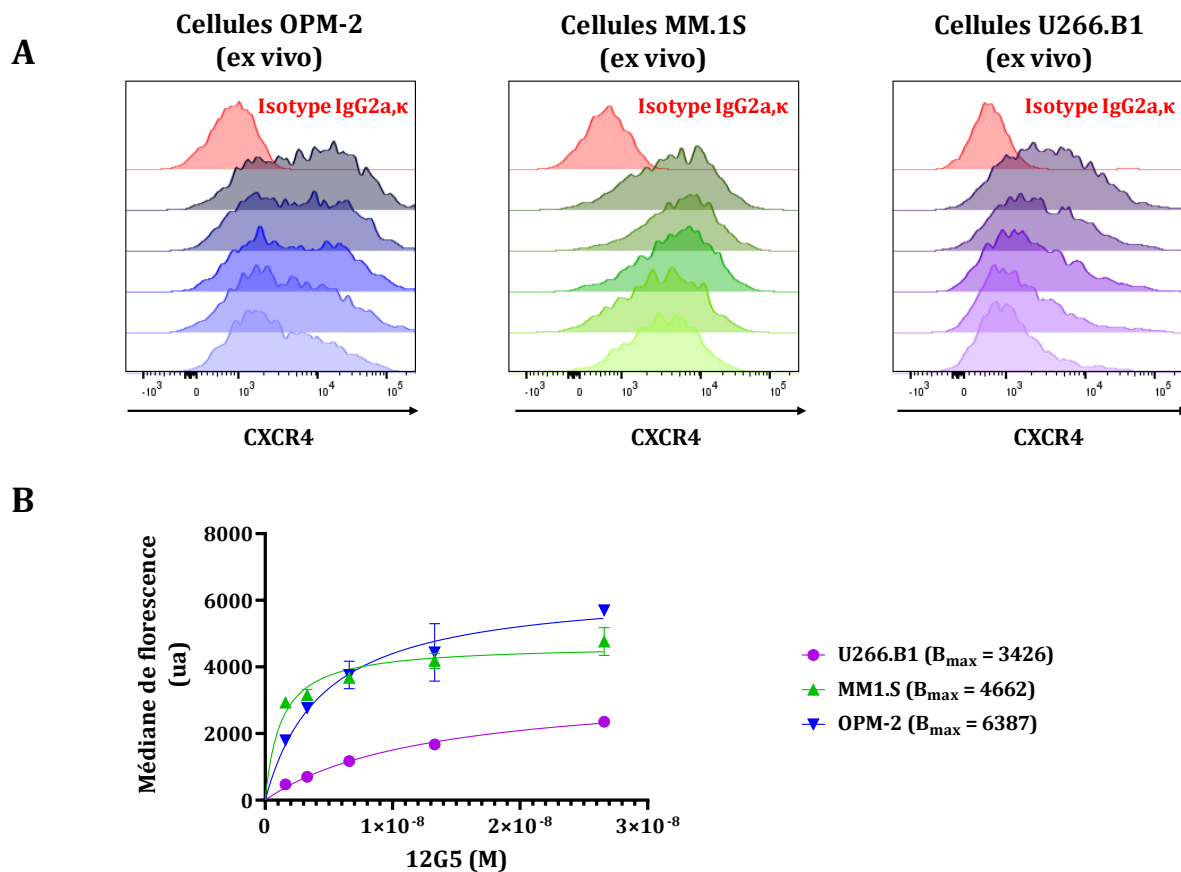 A
Cellules OPM-2
(ex vivo)
Cellules MM.1S
(ex vivo)
Cellules U266.B1
(ex vivo)
Isotype IgG2a,κ
Isotype IgG2a,κ
Isotype IgG2a,κ
-10³ 0 10³ 10⁴ 10⁵
-10³ 0 10³ 10⁴ 10⁵
-10³ 0 10³ 10⁴ 10⁵
CXCR4
CXCR4
CXCR4
B
Médiane de florescence
(ua)
8000
6000
4000
2000
0
0 1×10⁻⁸ 2×10⁻⁸ 3×10⁻⁸
12G5 (M)
U266.B1 (Bmax = 3426)
MM1.S (Bmax = 4662)
OPM-2 (Bmax = 6387)